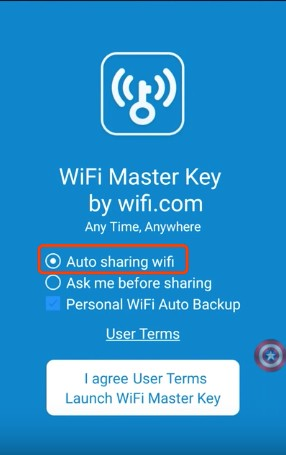 WiFi Master Key
by wifi.com
Any Time, Anywhere
Auto sharing wifi
Ask me before sharing
Personal WiFi Auto Backup
User Terms
I agree User Terms
Launch WiFi Master Key